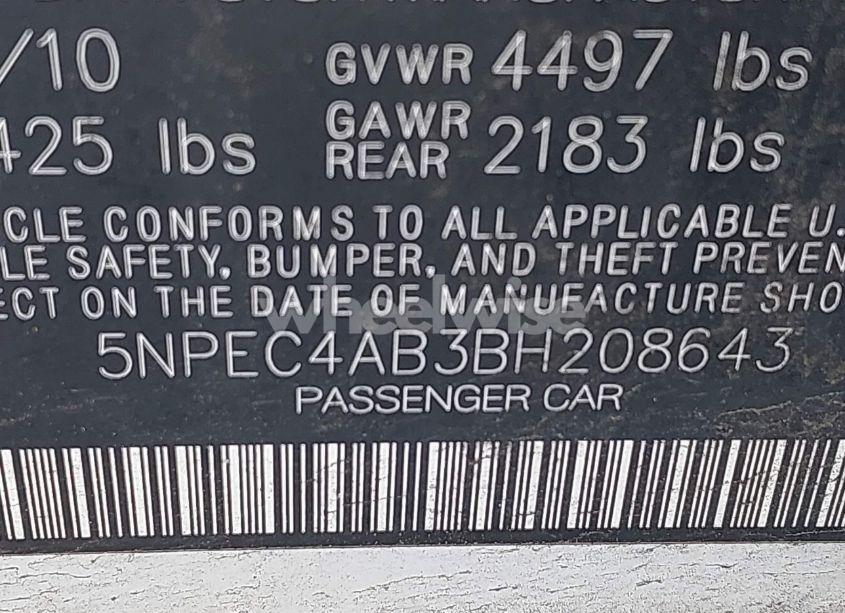 /10 GVWR 4497 lbs
425 lbs GAWR REAR 2183 lbs
CLE CONFORMS TO ALL APPLICABLE U.
LE SAFETY, BUMPER, AND THEFT PREVEN
ECT ON THE DATE OF MANUFACTURE SHO
wheelwise
5NPEC4AB3BH208643
PASSENGER CAR